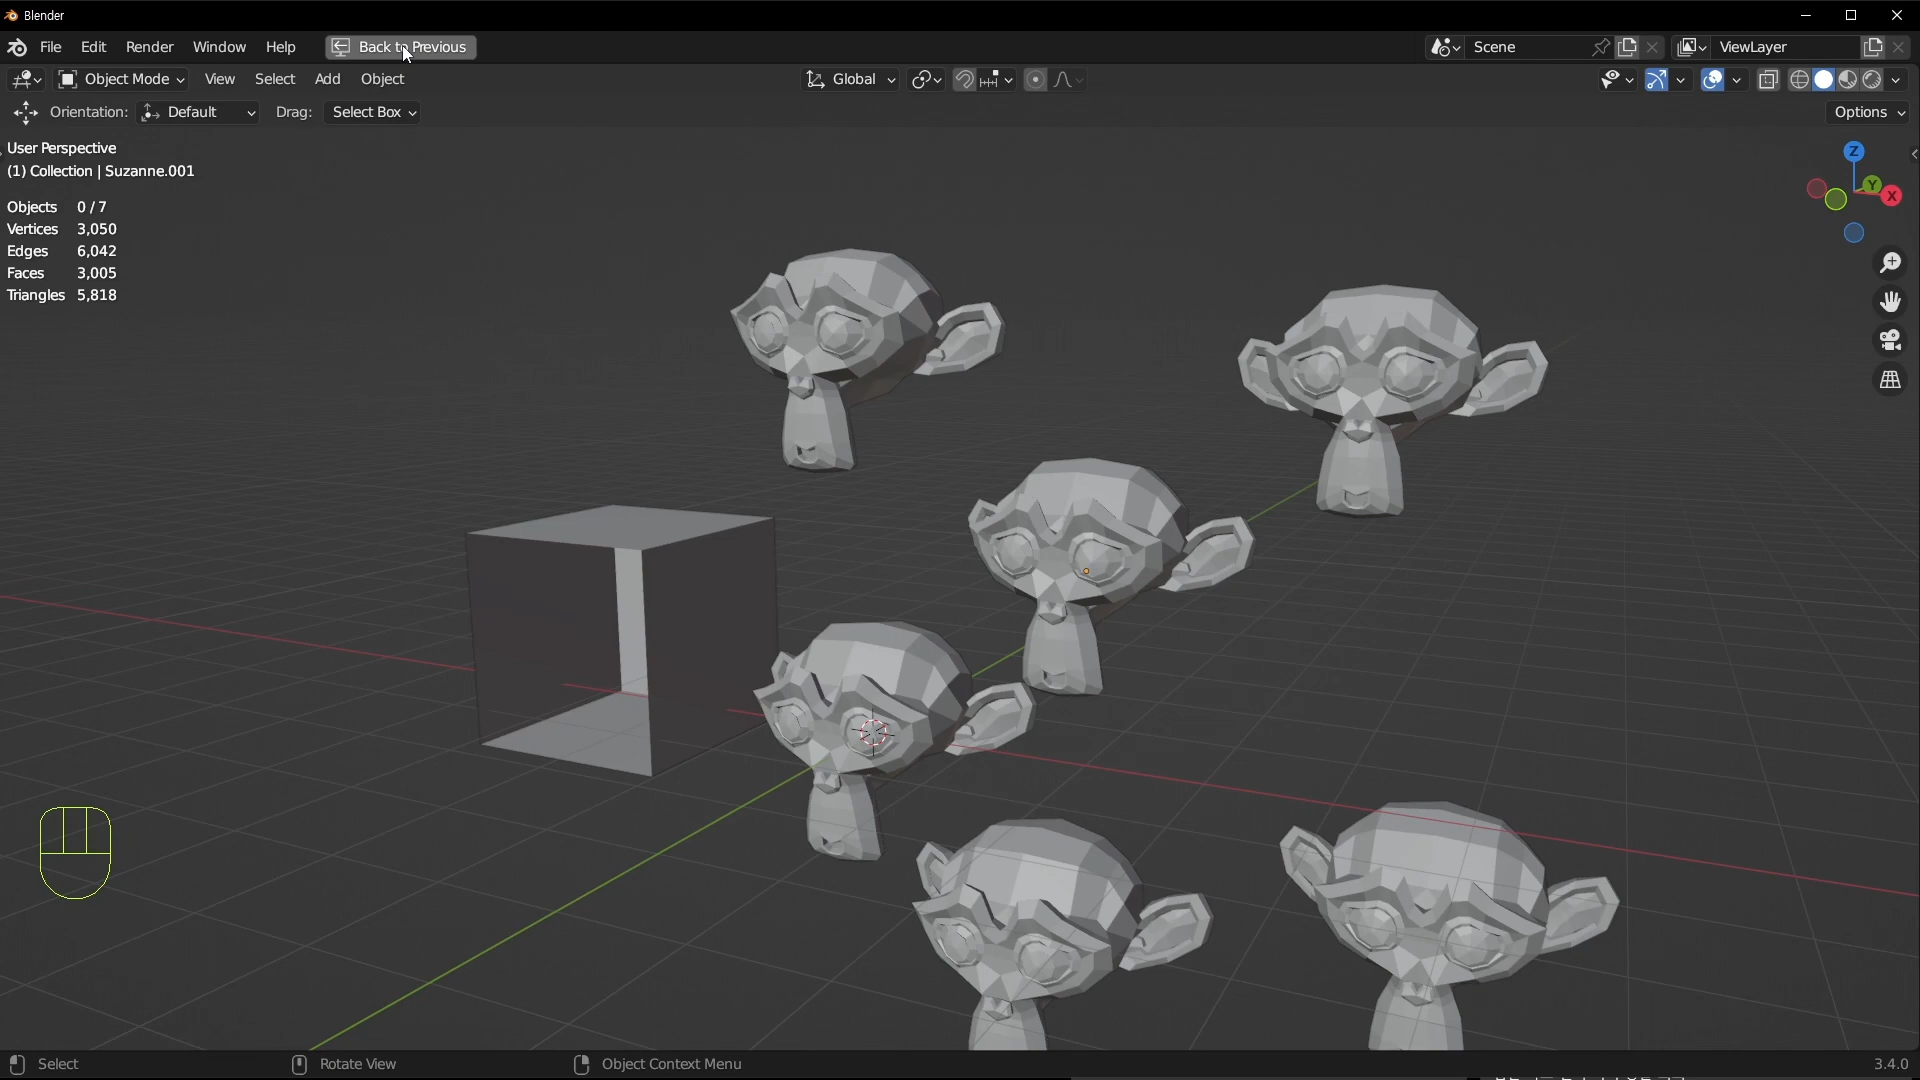 Blender
File Edit Render Window Help Back to Previous Scene ViewLayer
Object Mode View Select Add Object Global
Orientation: Default Drag: Select Box Options
User Perspective
(1) Collection | Suzanne.001
Objects 0 / 7
Vertices 3,050
Edges 6,042
Faces 3,005
Triangles 5,818
Z
Y
X
Select Rotate View Object Context Menu 3.4.0